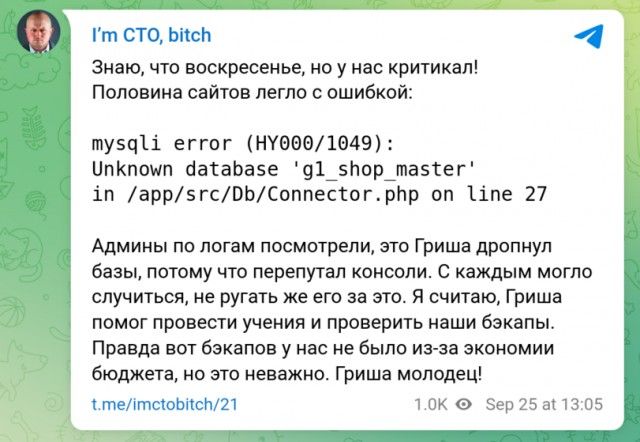 I'm CTO, bitch
Знаю, что воскресенье, но у нас критикал!
Половина сайтов легло с ошибкой:
mysqli error (HY000/1049):
Unknown database 'g1_shop_master'
in /app/src/Db/Connector.php on line 27
Админы по логам посмотрели, это Гриша дропнул
базы, потому что перепутал консоли. С каждым могло
случиться, не ругать же его за это. Я считаю, Гриша
помог провести учения и проверить наши бэкапы.
Правда вот бэкапов у нас не было из-за экономии
бюджета, но это неважно. Гриша молодец!
t.me/imctobitch/21 1.0K Sep 25 at 13:05